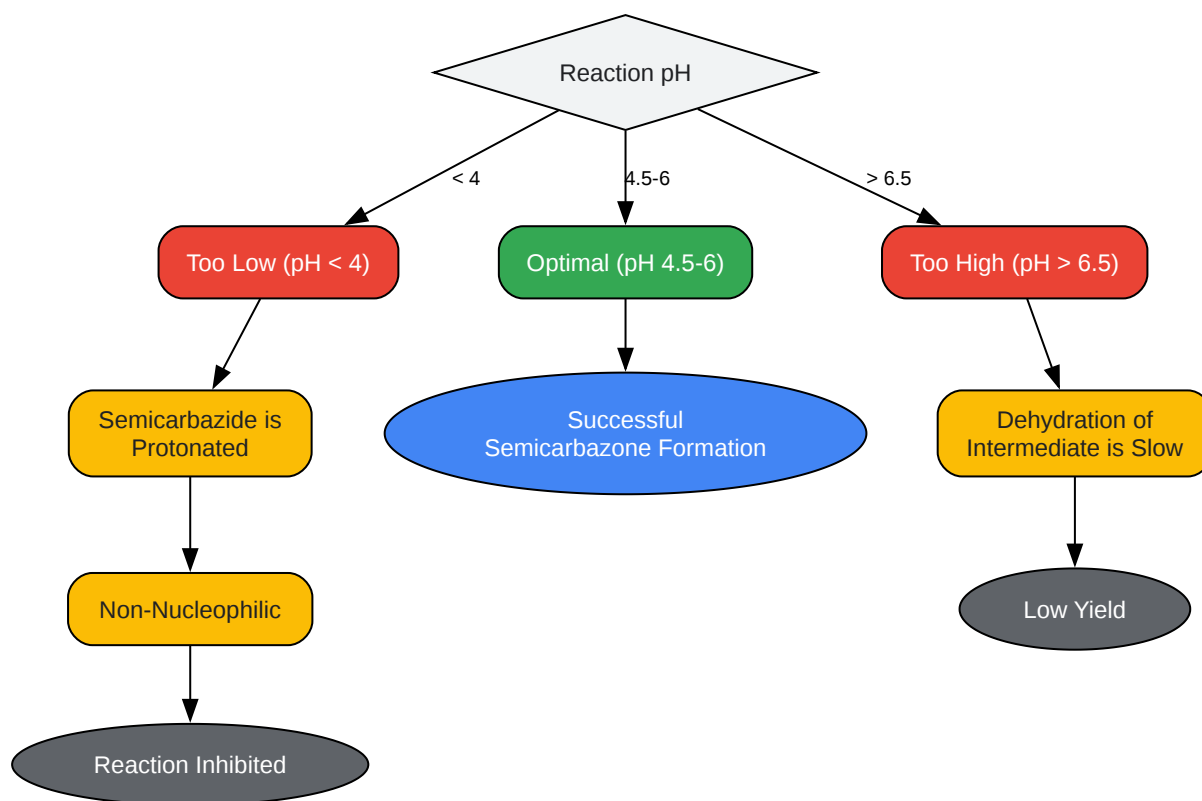 Reaction pH
< 4
4.5-6
> 6.5
Too Low (pH < 4)
Optimal (pH 4.5-6)
Too High (pH > 6.5)
Semicarbazide is
Protonated
Successful
Semicarbazone Formation
Dehydration of
Intermediate is Slow
Non-Nucleophilic
Low Yield
Reaction Inhibited